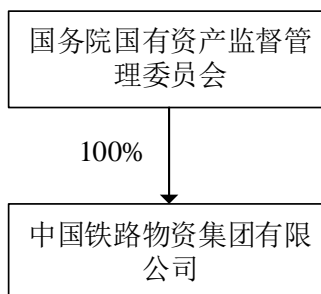 国务院国有资产监督管
理委员会
100%
中国铁路物资集团有限
公司